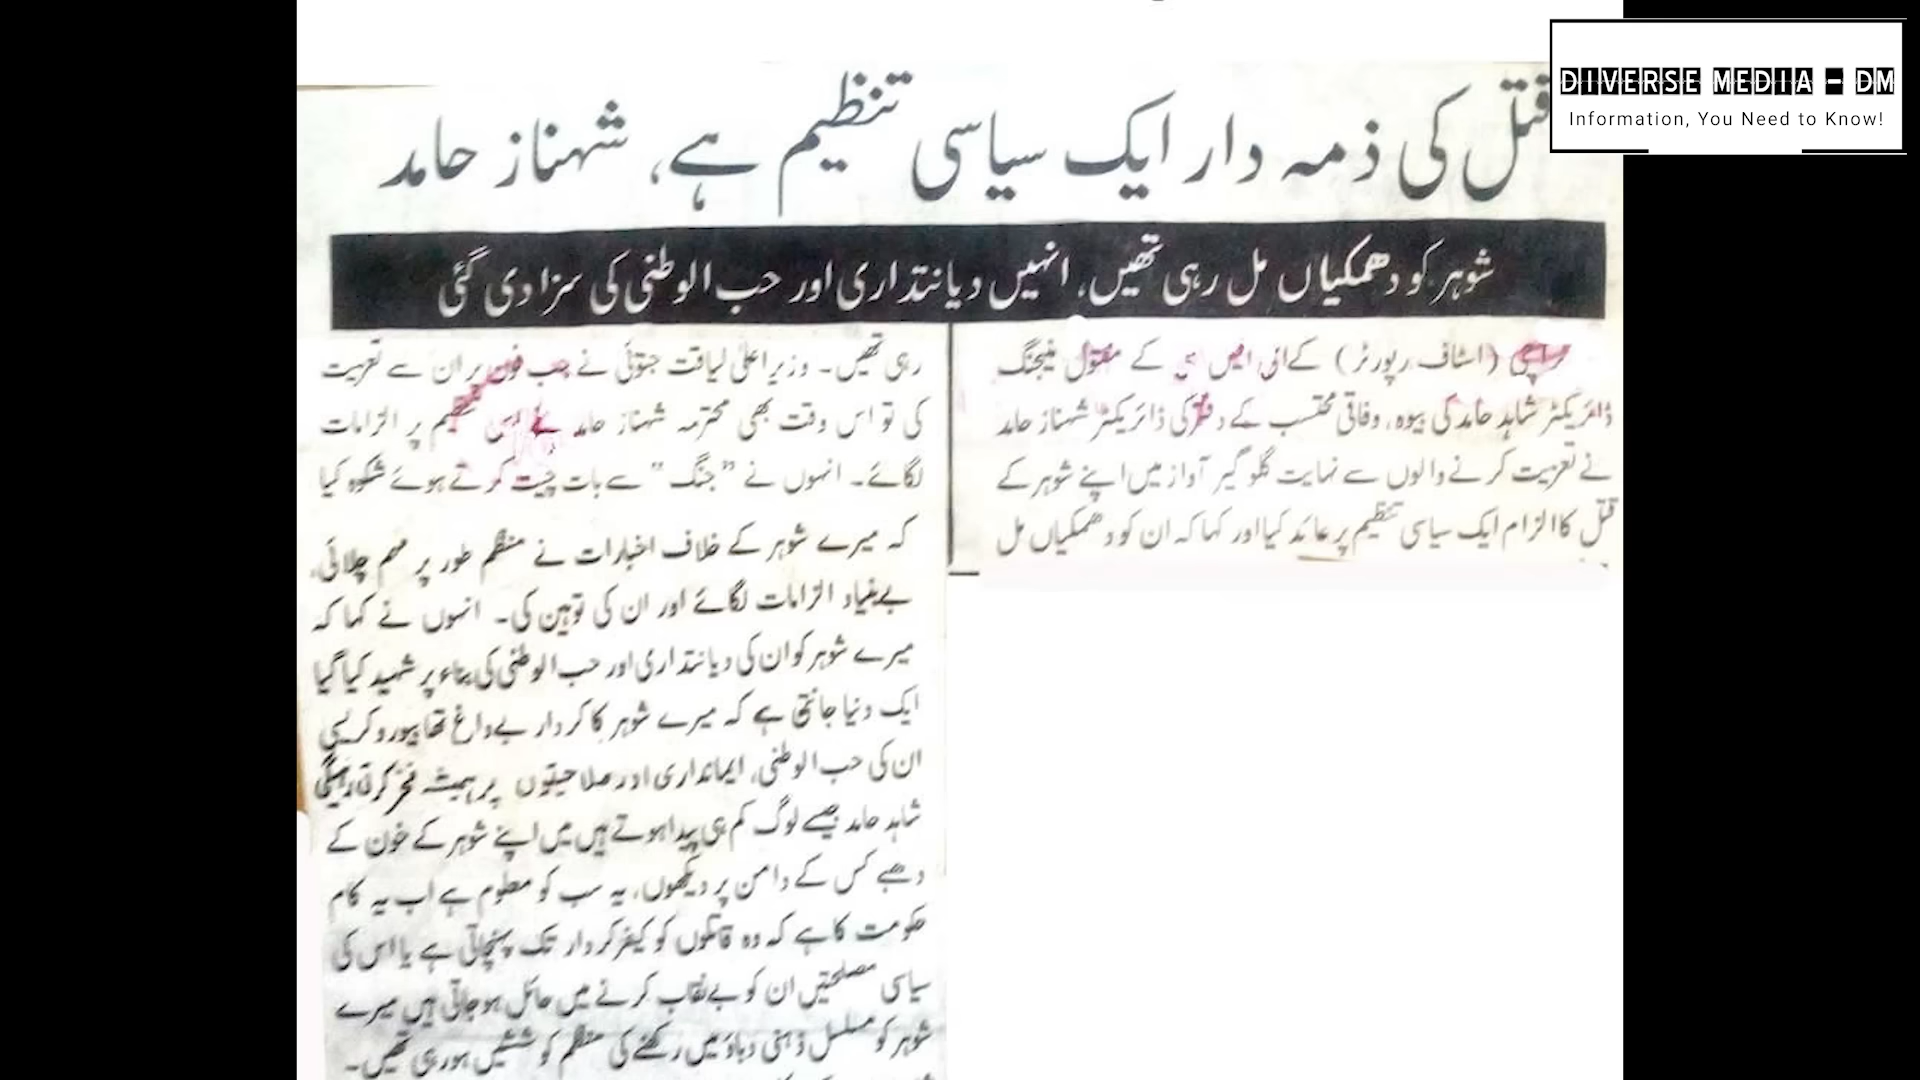 DIVERSE MEDIA - DM
Information, You Need to Know!
قتل کی ذمہ دار ایک سیاسی تنظیم ہے، شہناز حامد
شوہر کو دھمکیاں مل رہی تھیں، انہیں دیانتداری اور حب الوطنی کی سزا دی گئی
کراچی (اسٹاف رپورٹر) کے ای ایس سی کے مقتول منیجنگ
ڈائریکٹر شاہد حامد کی بیوہ، وفاقی محتسب کے دفتر کی ڈائریکٹر شہناز حامد
نے تعزیت کرنے والوں سے نہایت گلوگیر آواز میں اپنے شوہر کے
قتل کا الزام ایک سیاسی تنظیم پر عائد کیا اور کہا کہ ان کو دھمکیاں مل
رہی تھیں۔ وزیر اعلیٰ لیاقت جتوئی نے جب فون پر ان سے تعزیت
کی تو اس وقت بھی محترمہ شہناز حامد نے اس تنظیم پر الزامات
لگائے۔ انہوں نے ”جنگ“ سے بات چیت کرتے ہوئے شکوہ کیا
کہ میرے شوہر کے خلاف اخبارات نے منظم طور پر مہم چلائی،
بے بنیاد الزامات لگائے اور ان کی توہین کی۔ انہوں نے کہا کہ
میرے شوہر کو ان کی دیانتداری اور حب الوطنی کی بناء پر شہید کیا گیا
ایک دنیا جانتی ہے کہ میرے شوہر کا کردار بے داغ تھا بیوروکریسی
ان کی حب الوطنی، ایمانداری اور صلاحیتوں پر ہمیشہ فخر کرتی رہیگی
شاہد حامد جیسے لوگ کم ہی پیدا ہوتے ہیں میں اپنے شوہر کے خون کے
دھبے کس کے دامن پر دیکھوں، یہ سب کو معلوم ہے اب یہ کام
حکومت کا ہے کہ وہ قاتلوں کو کیفر کردار تک پہنچاتی ہے یا اس کی
سیاسی مصلحتیں ان کو بے نقاب کرنے میں حائل ہو جاتی ہیں میرے
شوہر کو مسلسل ذہنی دباؤ میں رکھنے کی منظم کوششیں ہو رہی تھیں۔